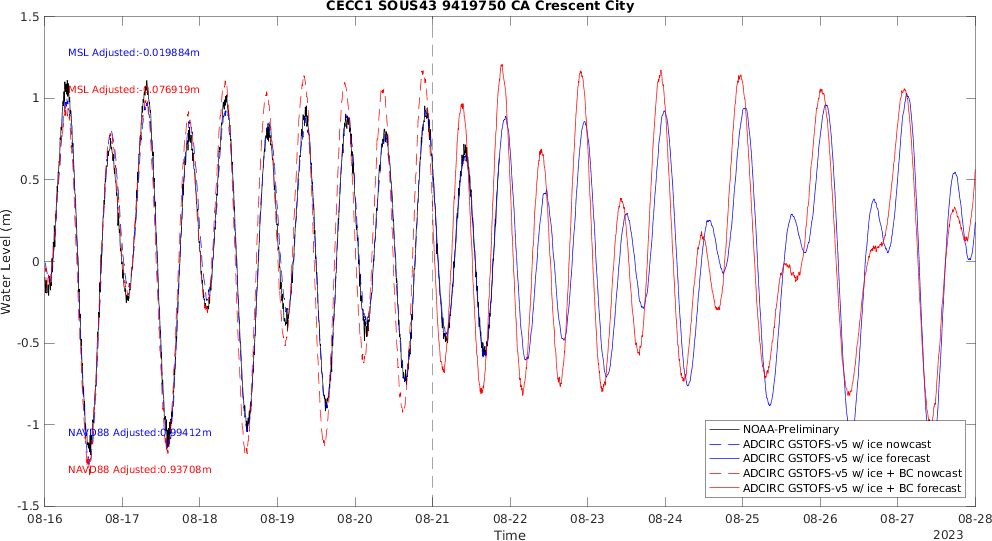 CECC1 SOUS43 9419750 CA Crescent City
MSL Adjusted:-0.019884m
MSL Adjusted:-0.076919m
NAVD88 Adjusted:0.99412m
NAVD88 Adjusted:0.93708m
Water Level (m)
1.5
1
0.5
0
-0.5
-1
-1.5
NOAA-Preliminary
ADCIRC GSTOFS-v5 w/ ice nowcast
ADCIRC GSTOFS-v5 w/ ice forecast
ADCIRC GSTOFS-v5 w/ ice + BC nowcast
ADCIRC GSTOFS-v5 w/ ice + BC forecast
08-16 08-17 08-18 08-19 08-20 08-21 08-22 08-23 08-24 08-25 08-26 08-27 08-28
Time
2023